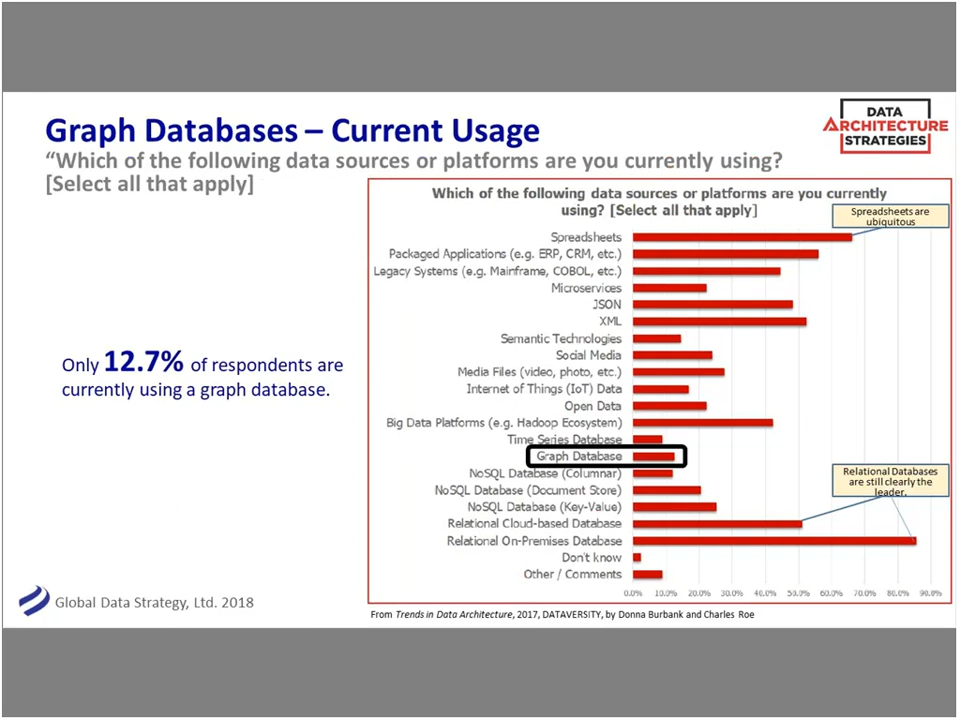 Graph Databases – Current Usage
“Which of the following data sources or platforms are you currently using?
[Select all that apply]
DATA
ARCHITECTURE
STRATEGIES
Which of the following data sources or platforms are you currently
using? [Select all that apply]
Spreadsheets are
ubiquitous
Spreadsheets
Packaged Applications (e.g. ERP, CRM, etc.)
Legacy Systems (e.g. Mainframe, COBOL, etc.)
Microservices
JSON
XML
Semantic Technologies
Social Media
Media Files (video, photo, etc.)
Internet of Things (IoT) Data
Open Data
Big Data Platforms (e.g. Hadoop Ecosystem)
Time Series Database
Graph Database
NoSQL Database (Columnar)
NoSQL Database (Document Store)
NoSQL Database (Key-Value)
Relational Cloud-based Database
Relational On-Premises Database
Don't know
Other / Comments
Relational Databases
are still clearly the
leader.
0.0% 10.0% 20.0% 30.0% 40.0% 50.0% 60.0% 70.0% 80.0% 90.0%
Only 12.7% of respondents are
currently using a graph database.
Global Data Strategy, Ltd. 2018
From Trends in Data Architecture, 2017, DATAVERSITY, by Donna Burbank and Charles Roe